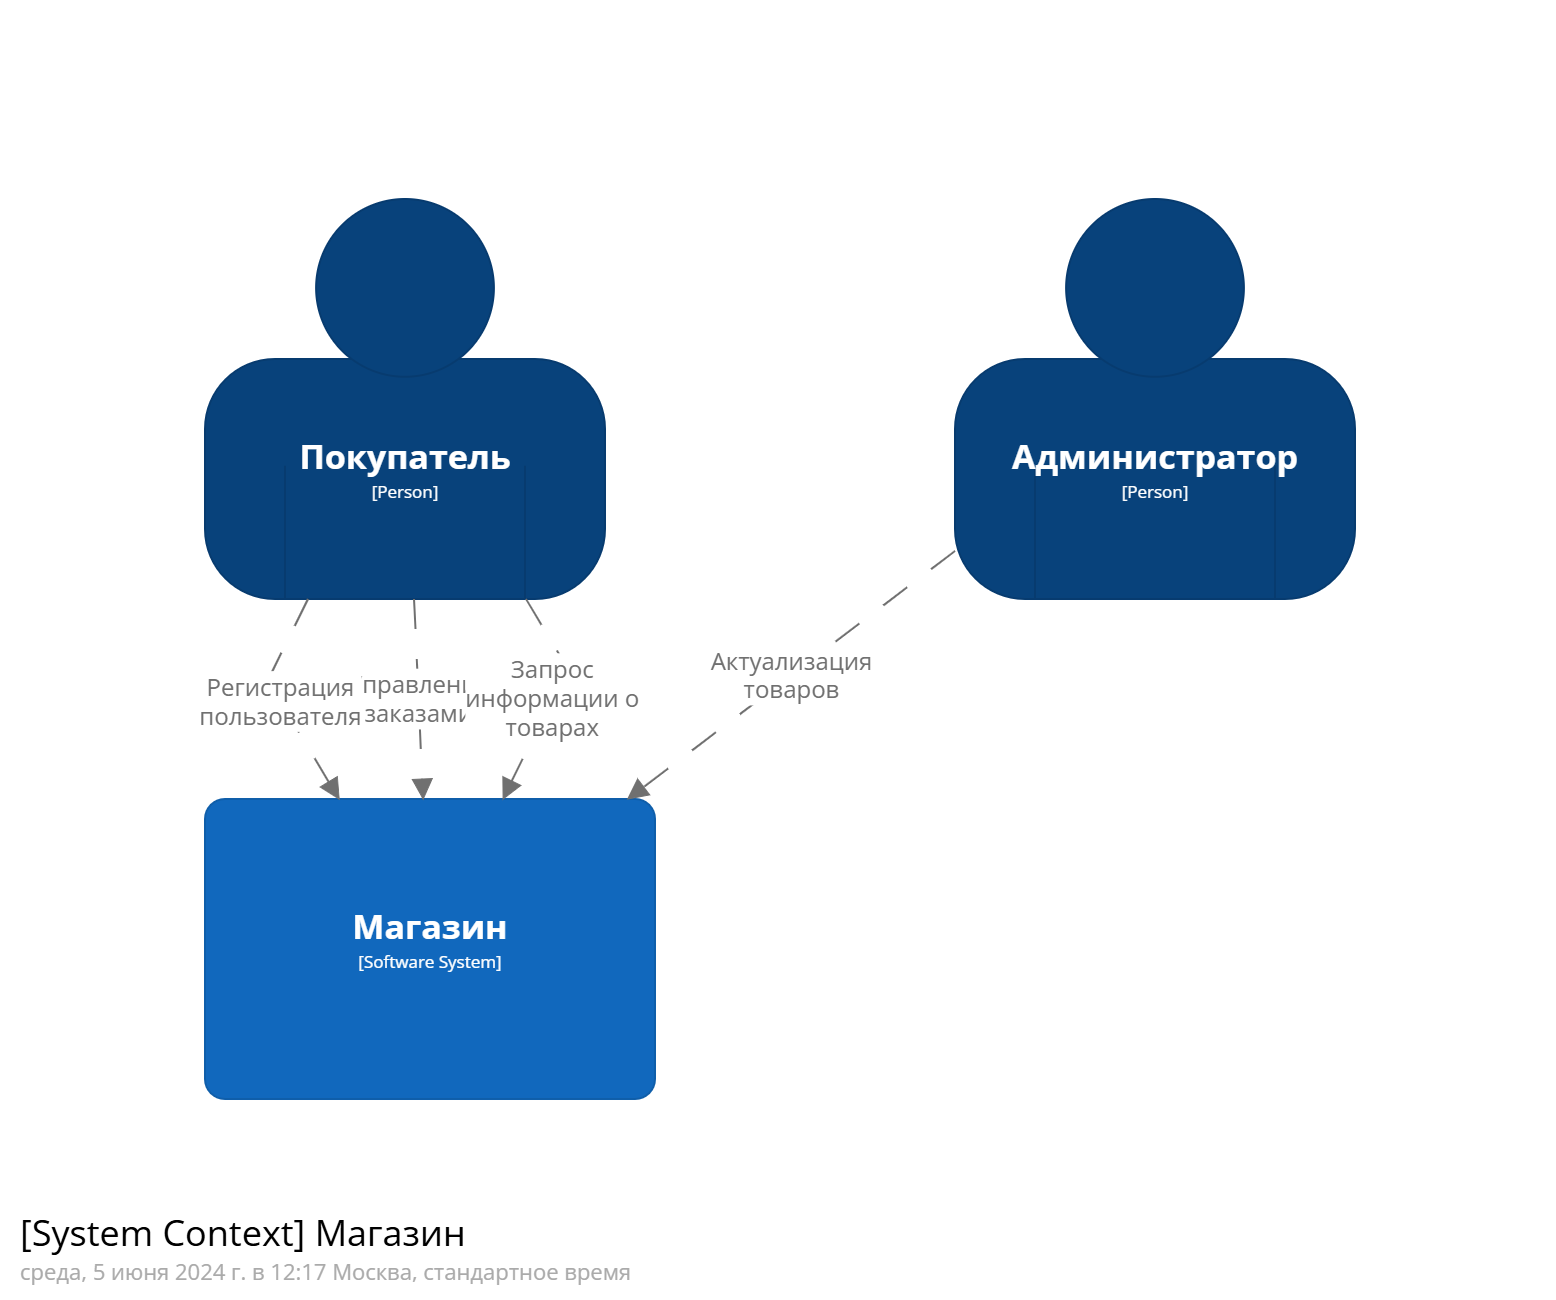 Покупатель
[Person]
Администратор
[Person]
Регистрация
пользователя
заказами
Запрос
информации о
товарах
Актуализация
товаров
Магазин
[Software System]
[System Context] Магазин
среда, 5 июня 2024 г. в 12:17 Москва, стандартное время